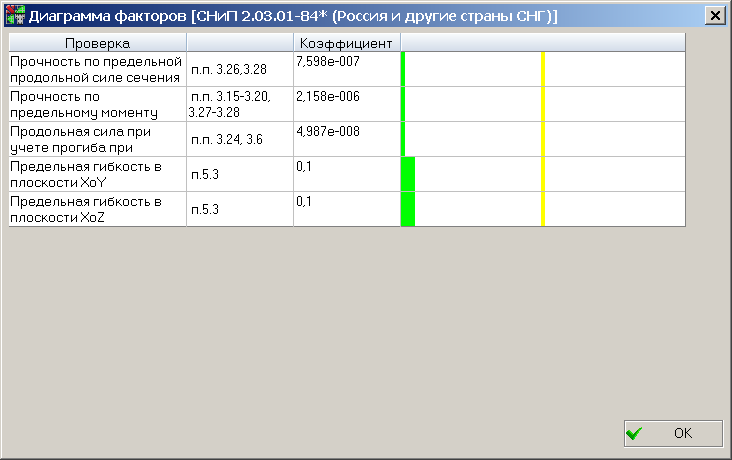 Диаграмма факторов [СНиП 2.03.01-84* (Россия и другие страны СНГ)]
Проверка Коэффициент
Прочность по предельной
продольной силе сечения
п.п. 3.26,3.28
7,598e-007
Прочность по
предельному моменту
п.п. 3.15-3.20,
3.27-3.28
2,158e-006
Продольная сила при
учете прогиба при
п.п. 3.24, 3.6
4,987e-008
Предельная гибкость в
плоскости XoY
п.5.3
0,1
Предельная гибкость в
плоскости XoZ
п.5.3
0,1
OK